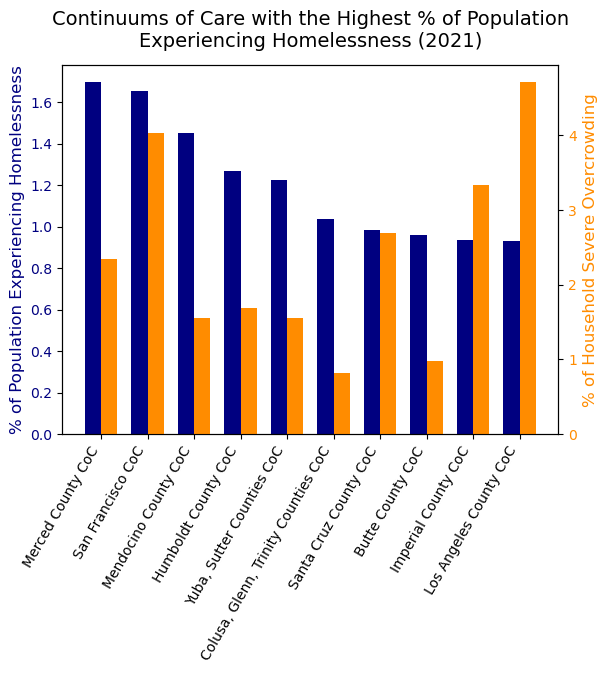 Continuums of Care with the Highest % of Population
Experiencing Homelessness (2021)
% of Population Experiencing Homelessness
1.6
1.4
1.2
1.0
0.8
0.6
0.4
0.2
0.0
4
3
2
1
0
% of Household Severe Overcrowding
Merced County CoC
San Francisco CoC
Mendocino County CoC
Humboldt County CoC
Yuba, Sutter Counties CoC
Colusa, Glenn, Trinity Counties CoC
Santa Cruz County CoC
Butte County CoC
Imperial County CoC
Los Angeles County CoC